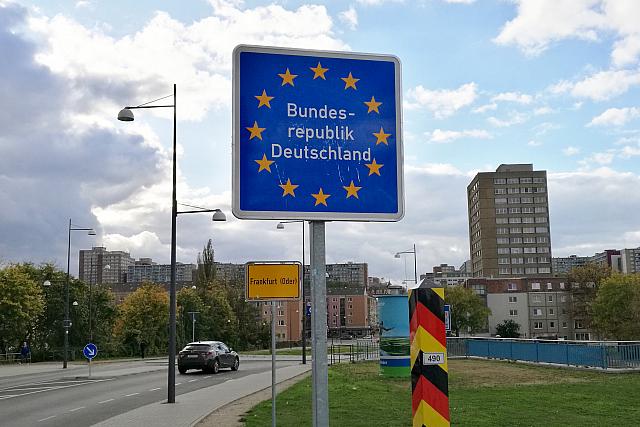 Bundes-
republik
Deutschland
Frankfurt (Oder)
490